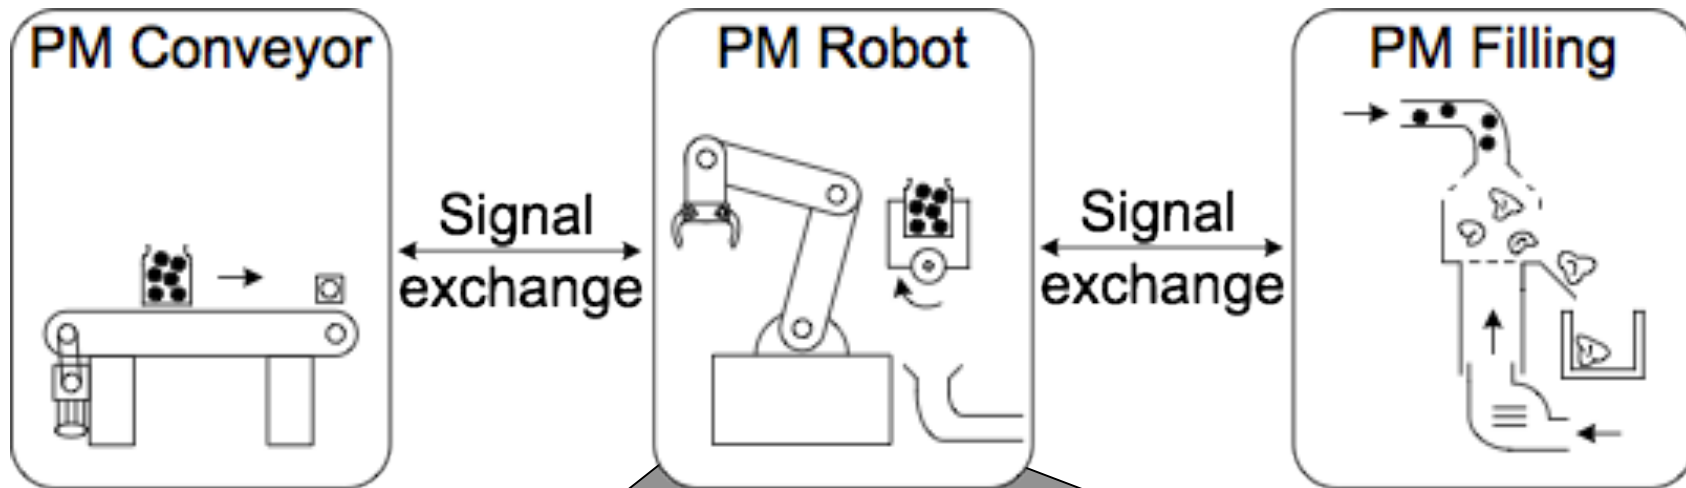 PM Conveyor
PM Robot
PM Filling
Signal
exchange
Signal
exchange